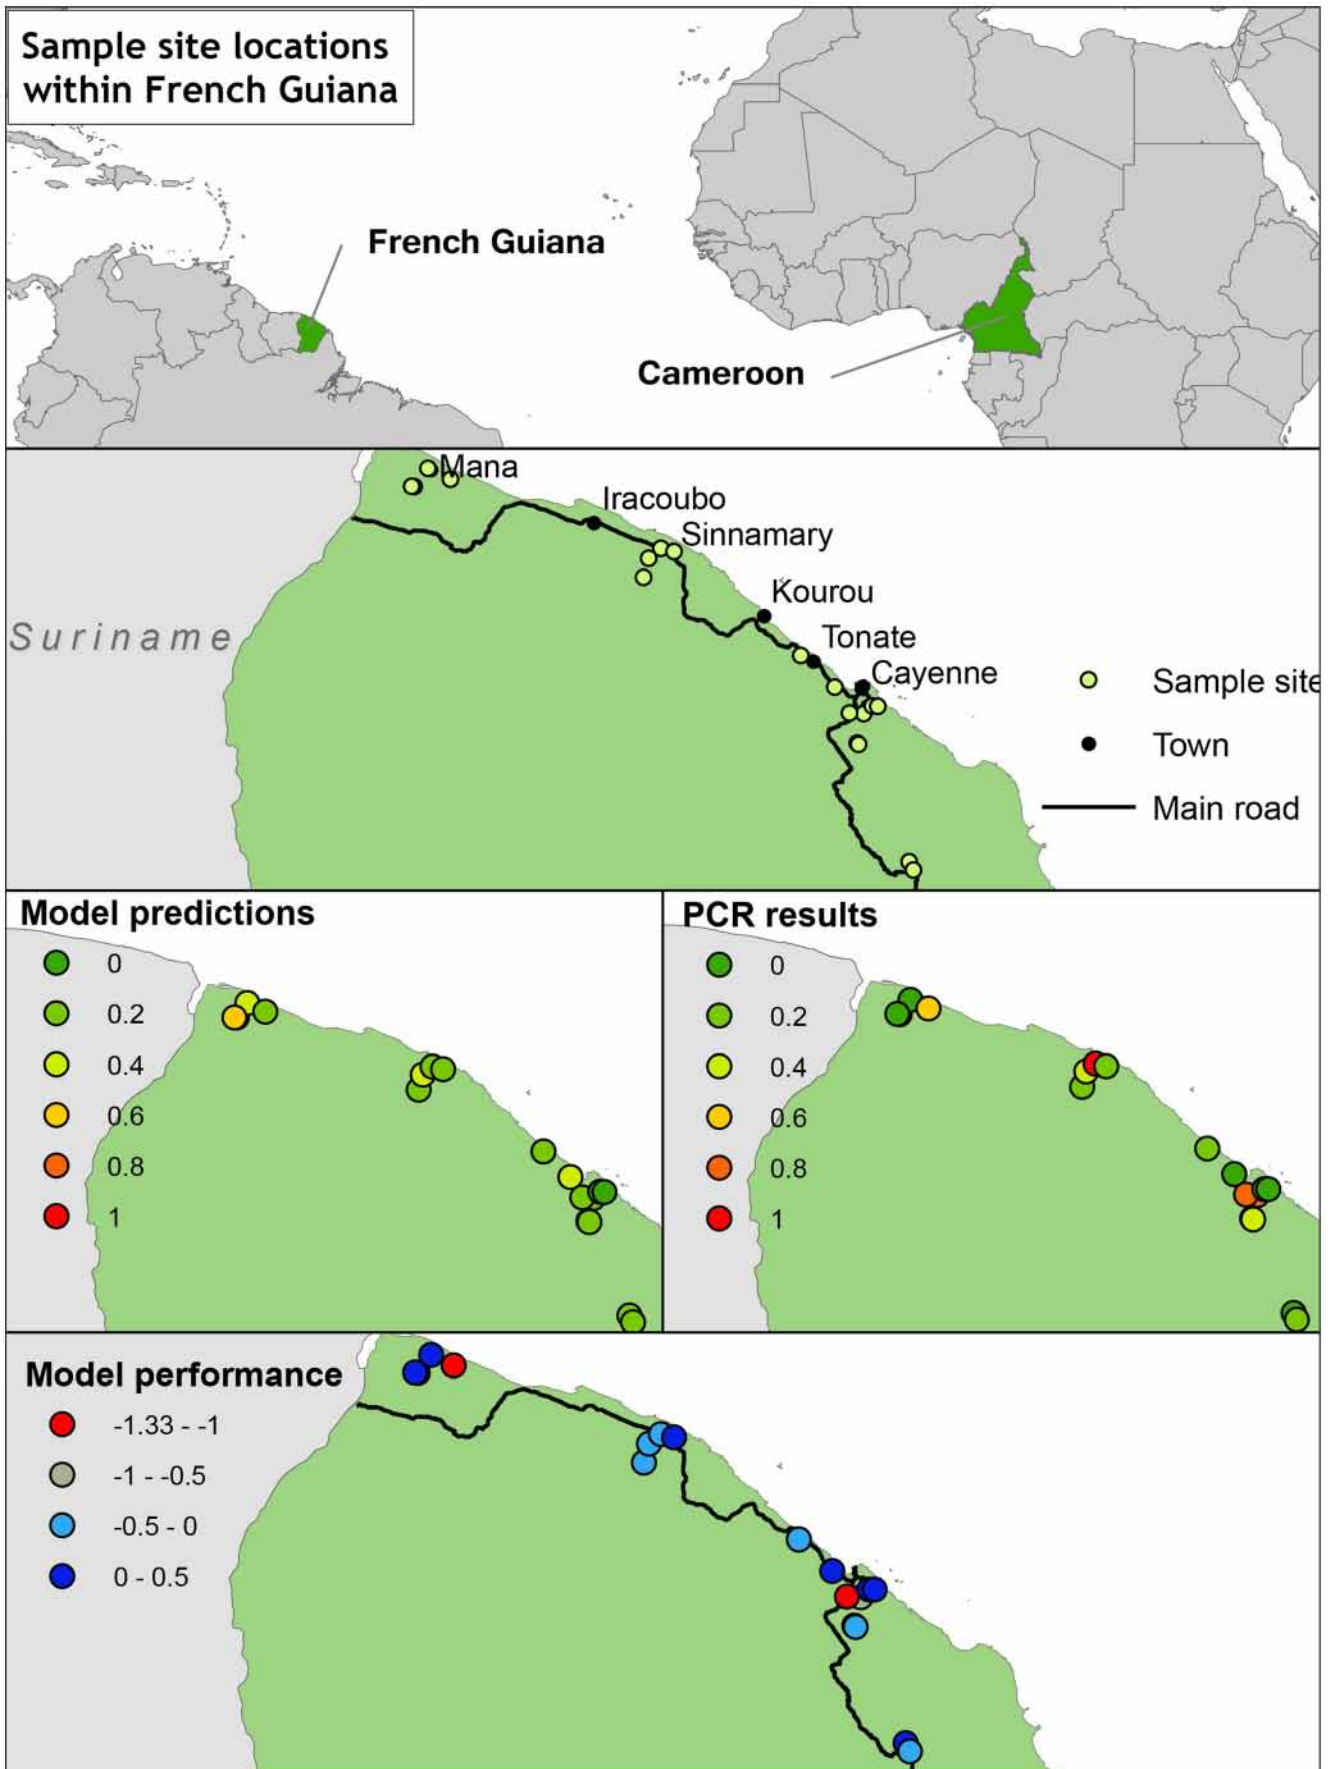 Sample site locations
within French Guiana
French Guiana
Cameroon
Mana
Iracoubo
Sinnamary
Kourou
Suriname
Tonate
Cayenne
Sample site
Town
Main road
Model predictions
0
0.2
0.4
0.6
0.8
1
PCR results
0
0.2
0.4
0.6
0.8
1
Model performance
-1.33 - -1
-1 - -0.5
-0.5 - 0
0 - 0.5